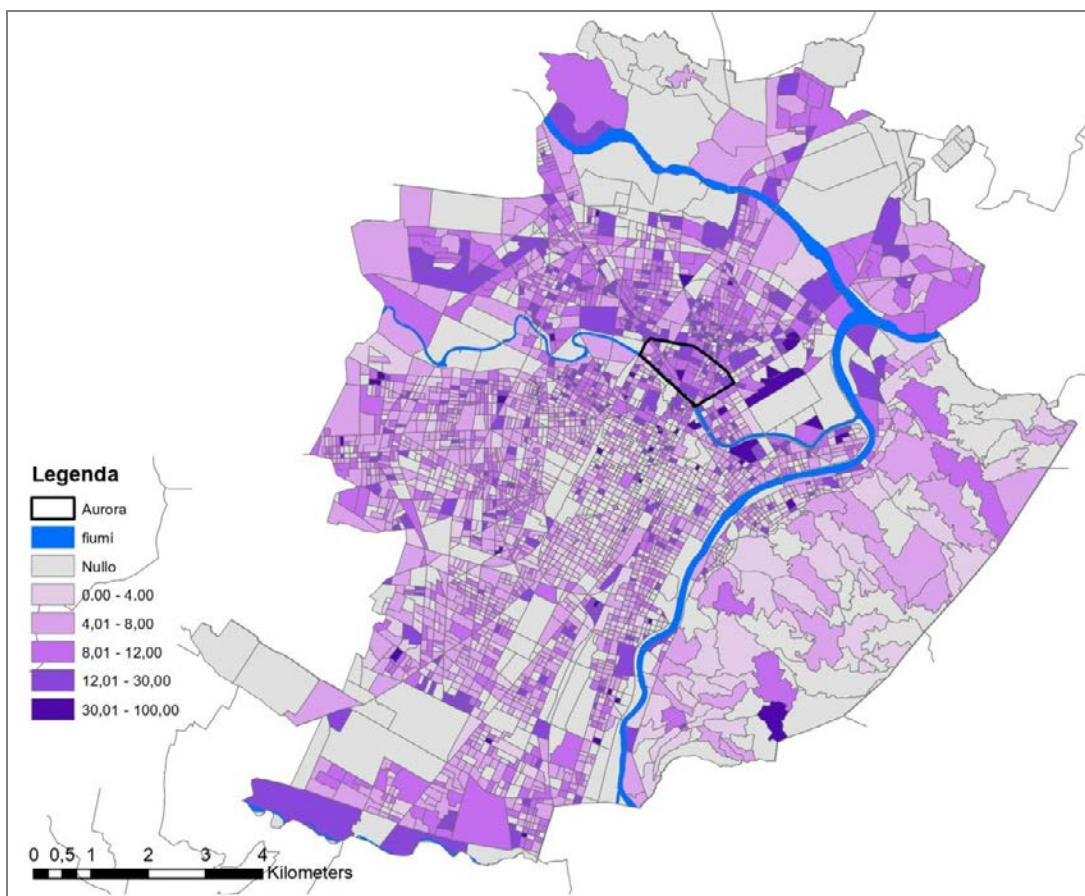 Legenda
Aurora
fiumi
Nullo
0.00 - 4.00
4,01 - 8,00
8,01 - 12,00
12,01 - 30,00
30,01 - 100,00
0 0,5 1 2 3 4
Kilometers